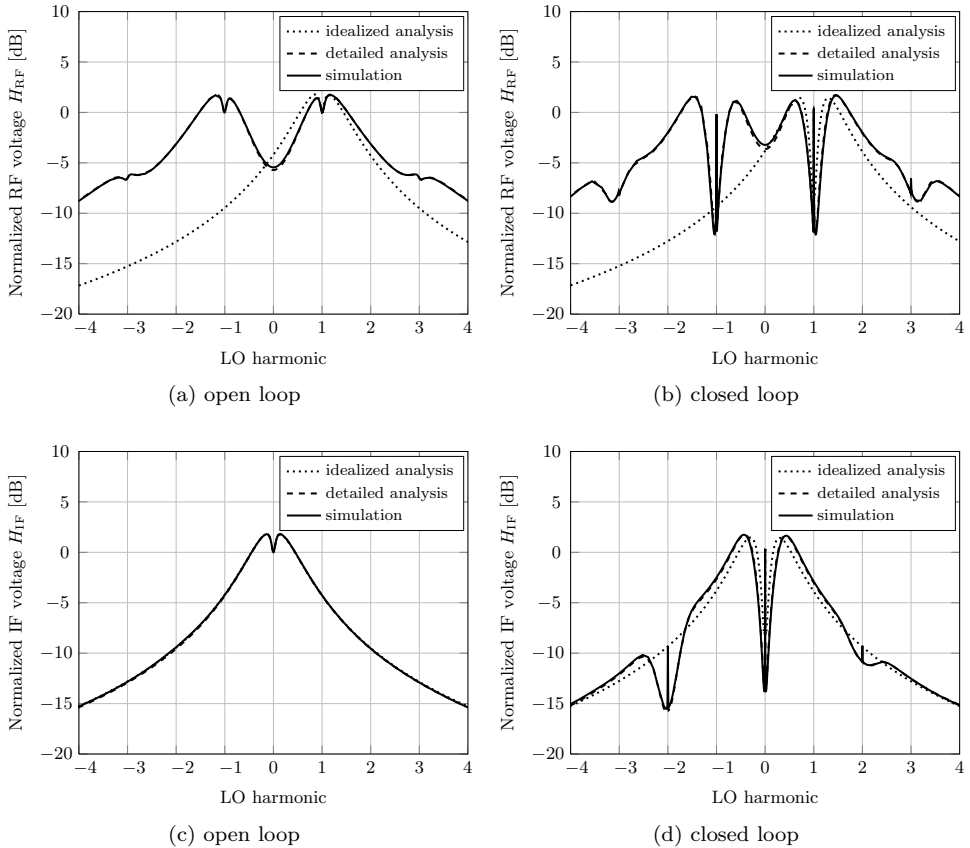 Normalized RF voltage H_RF [dB]
10
5
0
−5
−10
−15
−20
idealized analysis
detailed analysis
simulation
−4 −3 −2 −1 0 1 2 3 4
LO harmonic
(a) open loop
Normalized RF voltage H_RF [dB]
10
5
0
−5
−10
−15
−20
idealized analysis
detailed analysis
simulation
−4 −3 −2 −1 0 1 2 3 4
LO harmonic
(b) closed loop
Normalized IF voltage H_IF [dB]
10
5
0
−5
−10
−15
−20
idealized analysis
detailed analysis
simulation
−4 −3 −2 −1 0 1 2 3 4
LO harmonic
(c) open loop
Normalized IF voltage H_IF [dB]
10
5
0
−5
−10
−15
−20
idealized analysis
detailed analysis
simulation
−4 −3 −2 −1 0 1 2 3 4
LO harmonic
(d) closed loop